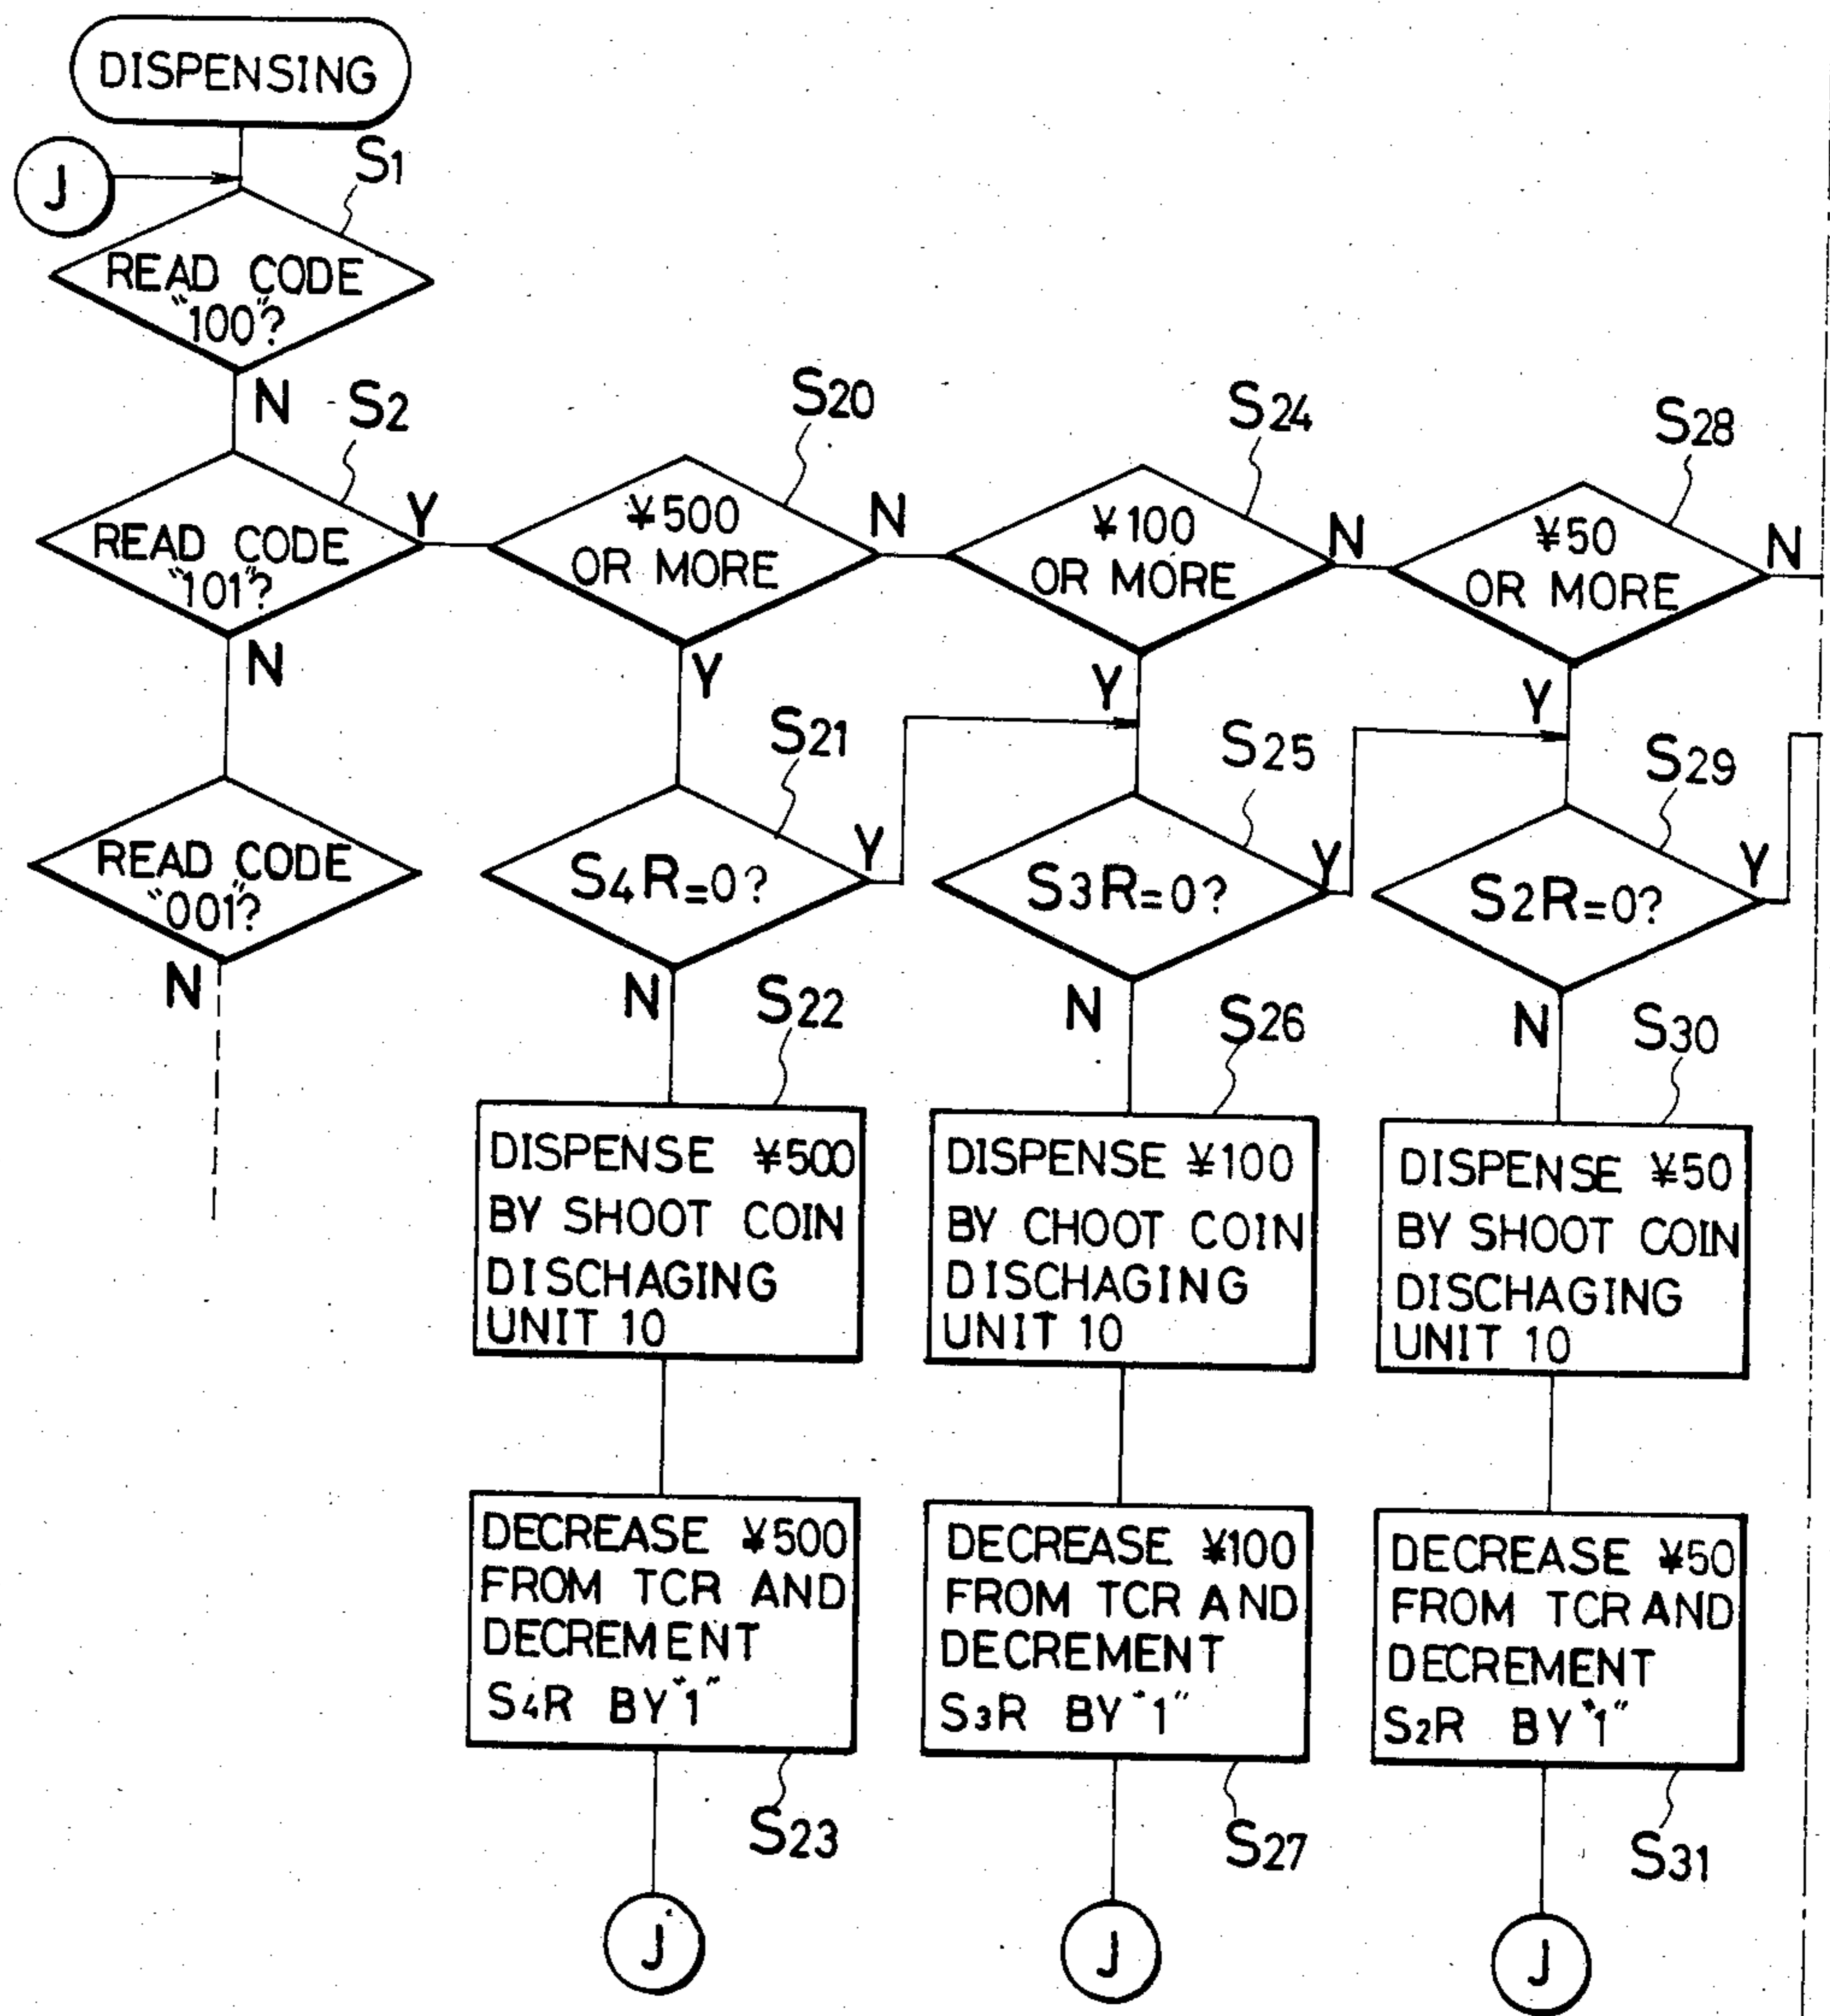 DISPENSING
J
S1
READ CODE
"100"?
N
S2
READ CODE
"101"?
Y
N
READ CODE
"001"?
N
S20
¥500
OR MORE
N
Y
S21
S4R=0?
Y
N
S22
DISPENSE ¥500
BY SHOOT COIN
DISCHAGING
UNIT 10
DECREASE ¥500
FROM TCR AND
DECREMENT
S4R BY "1"
S23
J
S24
¥100
OR MORE
N
Y
S25
S3R=0?
Y
N
S26
DISPENSE ¥100
BY CHOOT COIN
DISCHAGING
UNIT 10
DECREASE ¥100
FROM TCR AND
DECREMENT
S3R BY "1"
S27
J
S28
¥50
OR MORE
N
Y
S29
S2R=0?
Y
N
S30
DISPENSE ¥50
BY SHOOT COIN
DISCHAGING
UNIT 10
DECREASE ¥50
FROM TCR AND
DECREMENT
S2R BY "1"
S31
J